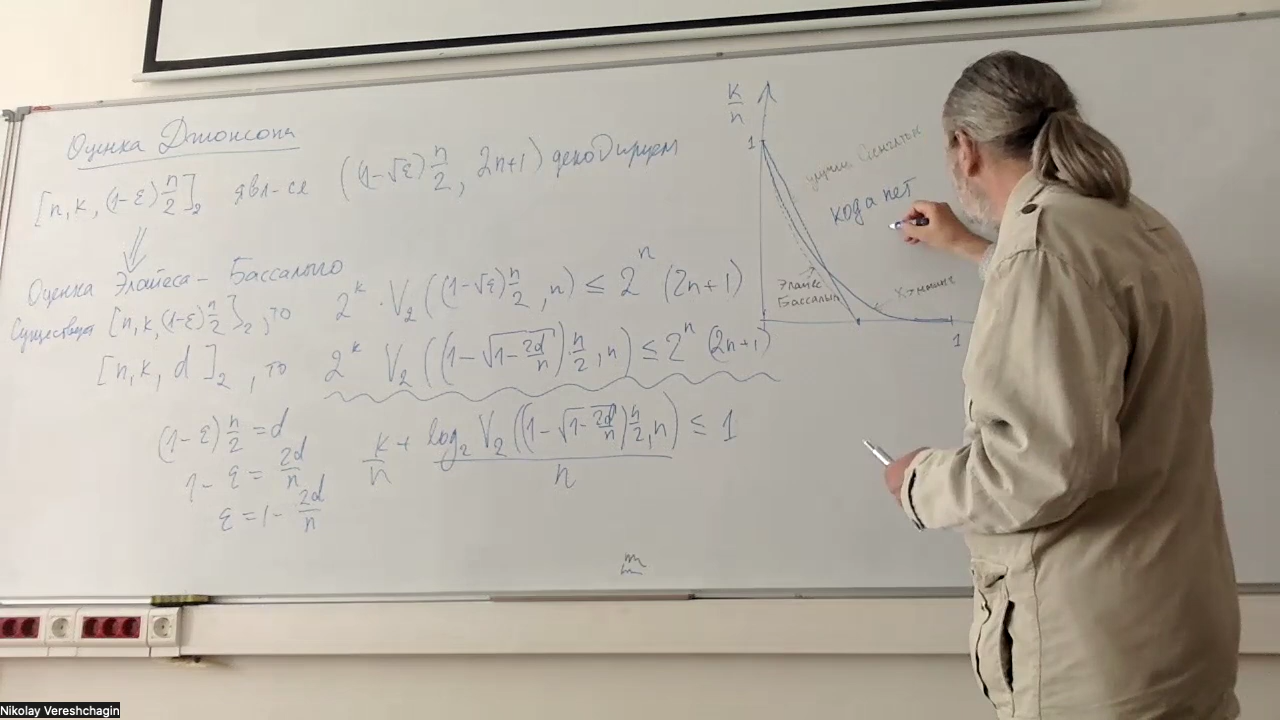 Оценка Джонсона
[n, k, (1-ε) n/2]₂ явл-ся ((1-√ε) n/2, 2n+1) декодируем
⇓
Оценка Элайеса - Бассалыго
Существует [n, k, (1-ε) n/2]₂, то 2^k · V₂((1-√ε) n/2, n) ≤ 2^n (2n+1)
[n, k, d]₂, то 2^k V₂((1-√(1-2d/n)) · n/2, n) ≤ 2^n (2n+1)
(1-ε) n/2 = d
1-ε = 2d/n
ε = 1 - 2d/n
k/n + log₂ V₂((1-√(1-2d/n)) n/2, n) / n ≤ 1
k/n
1
кода нет
Элайес
Бассалыго
Хэмминг
1
Nikolay Vereshchagin